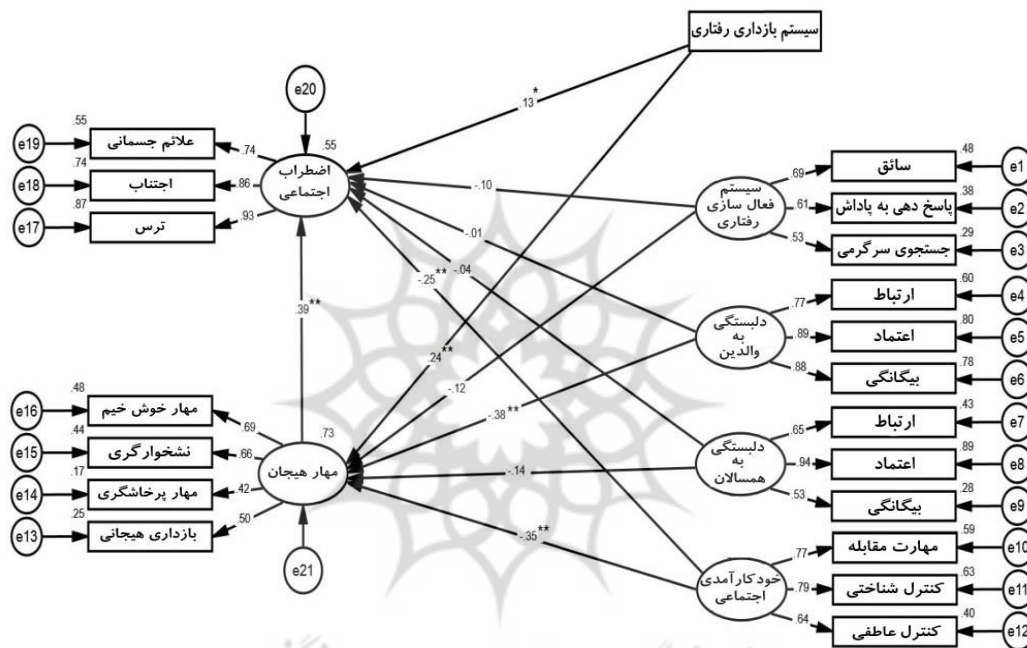 سیستم بازداری رفتاری
e20
.13*
.55
.55
e19
علائم جسمانی
.74
اضطراب
اجتماعی
.74
e18
اجتناب
.86
.87
e17
ترس
.93
-.10
-.01
-.04
-.25**
.39**
سیستم
فعال سازی
رفتاری
.69
سائق
.48
e1
.61
پاسخ دهی به پاداش
.38
e2
.53
جستجوی سرگرمی
.29
e3
دلبستگی
به
والدین
.77
ارتباط
.60
e4
.89
اعتماد
.80
e5
.88
بیگانگی
.78
e6
.24**
-.12
-.38**
-.14
-.35**
.48
e16
مهار خوش خیم
.69
.73
.44
e15
نشخوارگری
.66
مهار هیجان
.17
e14
مهار پرخاشگری
.42
.25
e13
بازداری هیجانی
.50
e21
دلبستگی
به
همسالان
.65
ارتباط
.43
e7
.94
اعتماد
.89
e8
.53
بیگانگی
.28
e9
خودکارآمدی
اجتماعی
.77
مهارت مقابله
.59
e10
.79
کنترل شناختی
.63
e11
.64
کنترل عاطفی
.40
e12